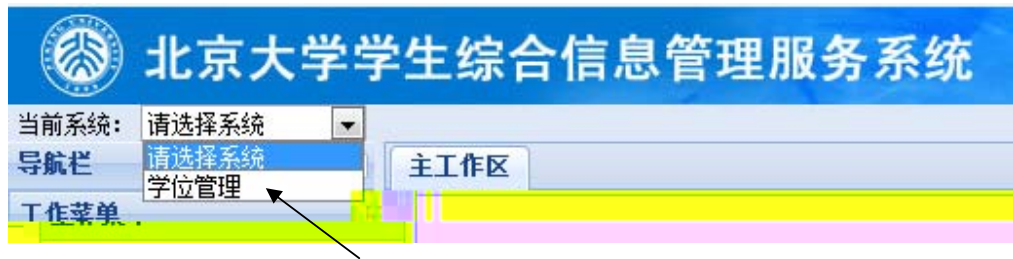 北京大学学生综合信息管理服务系统
当前系统： 请选择系统
导航栏 请选择系统 主工作区
学位管理
工作菜单